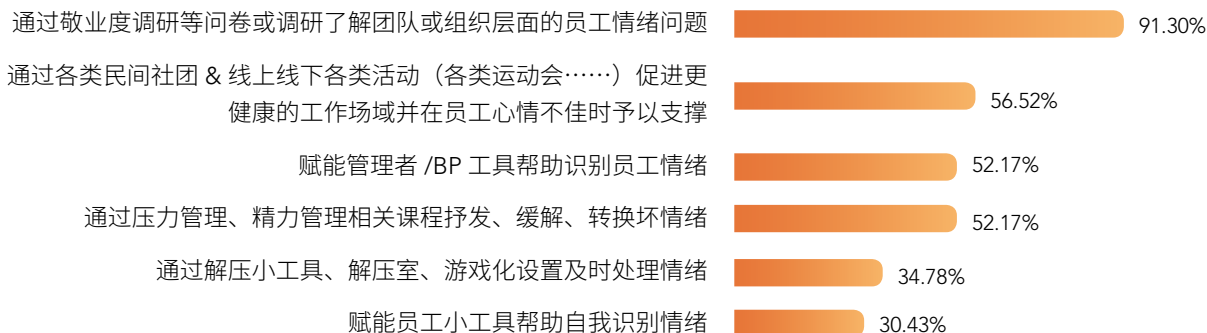 通过敬业度调研等问卷或调研了解团队或组织层面的员工情绪问题
91.30%
通过各类民间社团 & 线上线下各类活动（各类运动会……）促进更
健康的工作场域并在员工心情不佳时予以支撑
56.52%
赋能管理者 /BP 工具帮助识别员工情绪
52.17%
通过压力管理、精力管理相关课程抒发、缓解、转换坏情绪
52.17%
通过解压小工具、解压室、游戏化设置及时处理情绪
34.78%
赋能员工小工具帮助自我识别情绪
30.43%